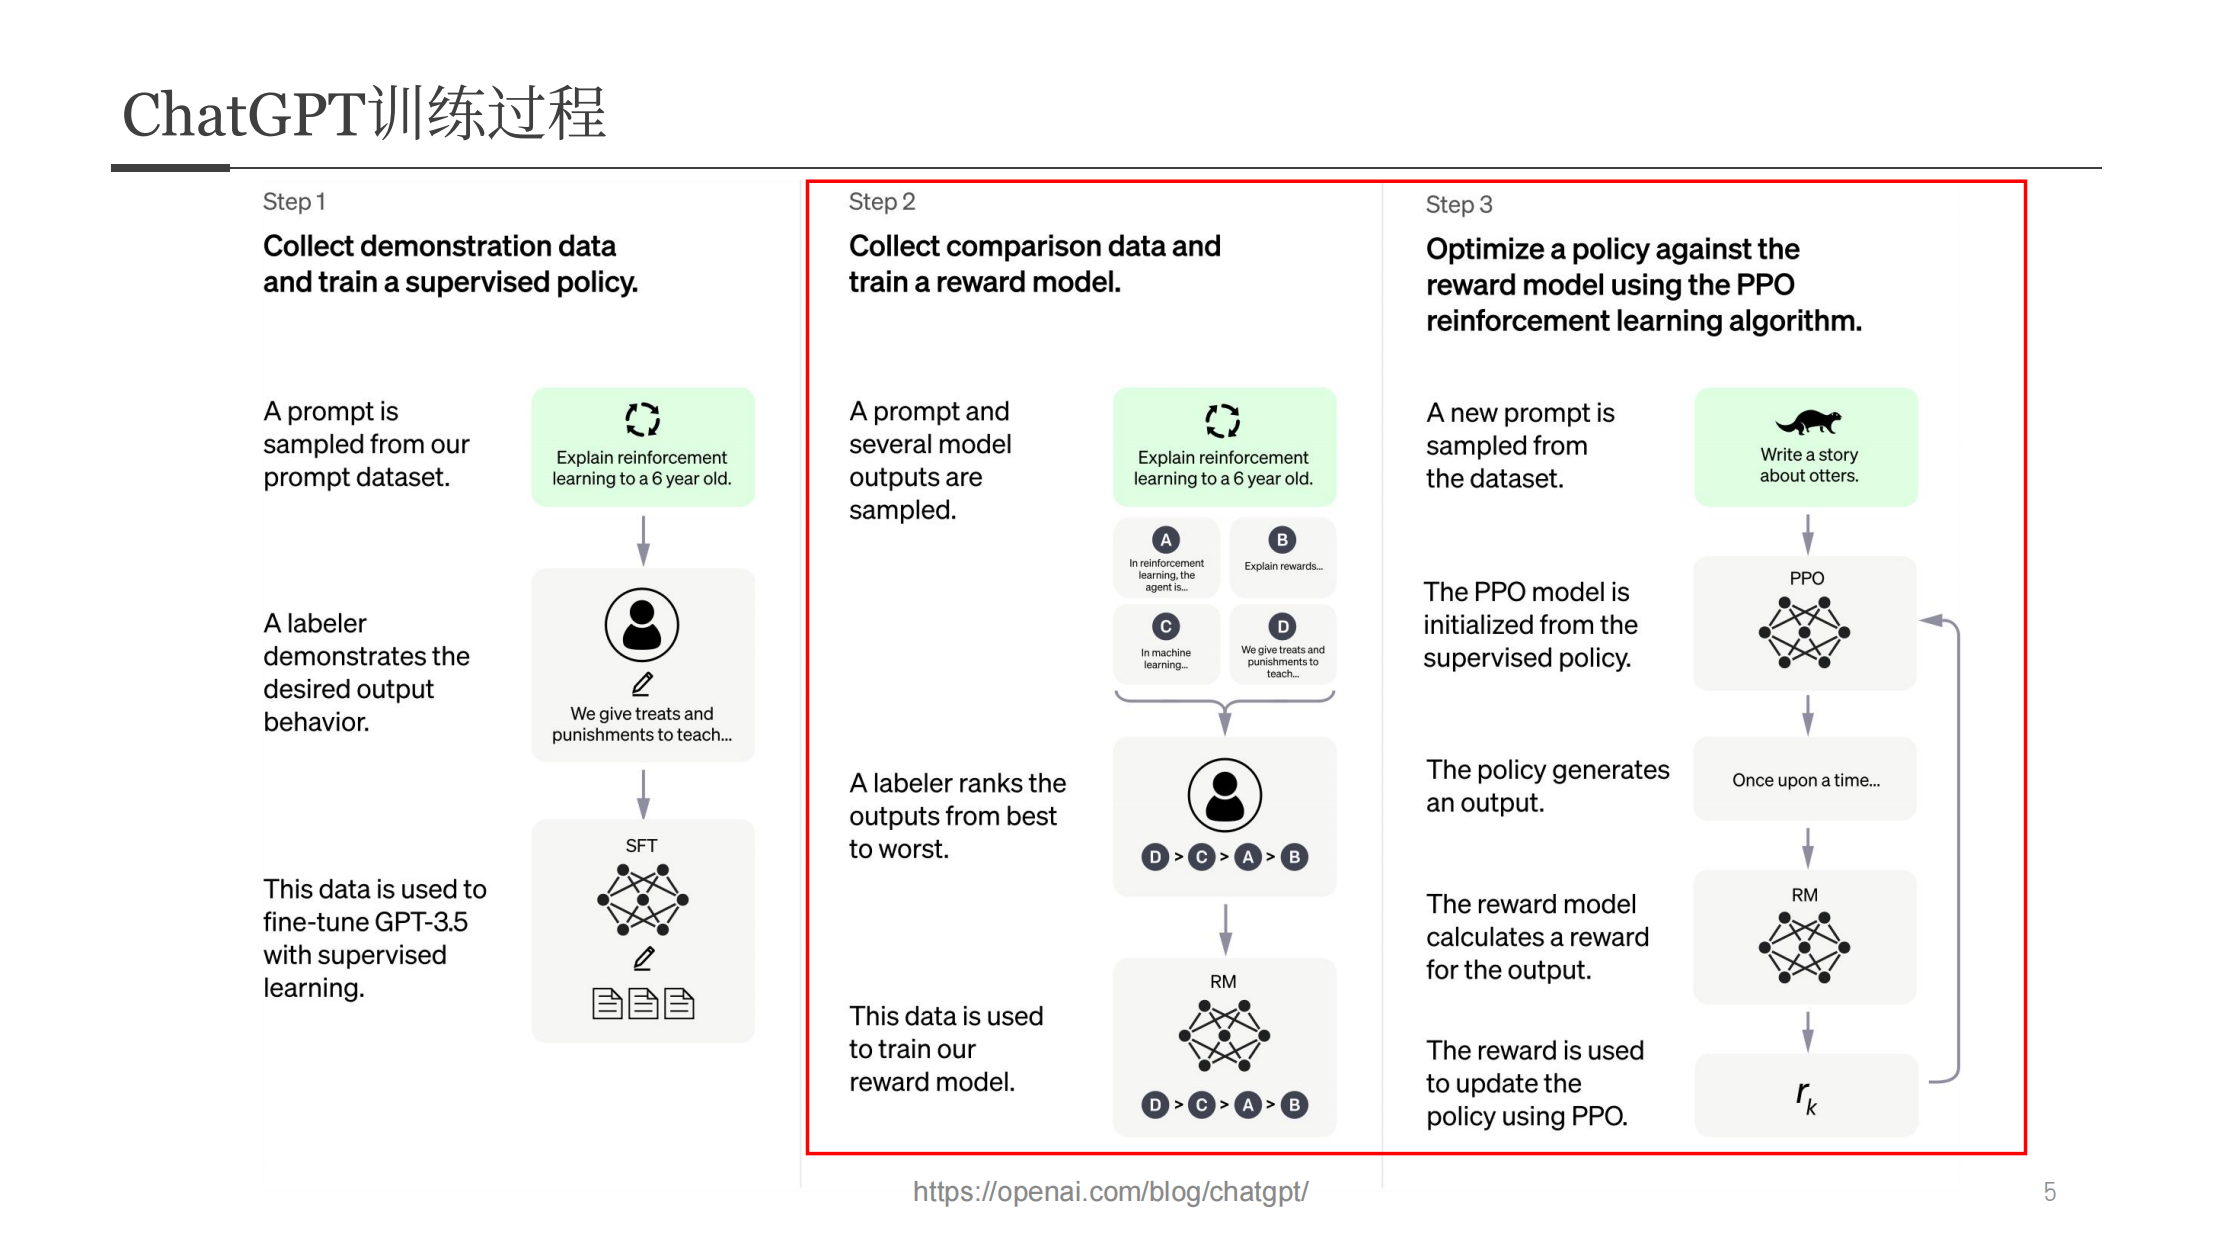 ChatGPT训练过程
Step 1
Collect demonstration data
and train a supervised policy.
A prompt is
sampled from our
prompt dataset.
Explain reinforcement
learning to a 6 year old.
A labeler
demonstrates the
desired output
behavior.
We give treats and
punishments to teach...
This data is used to
fine-tune GPT-3.5
with supervised
learning.
SFT
Step 2
Collect comparison data and
train a reward model.
A prompt and
several model
outputs are
sampled.
Explain reinforcement
learning to a 6 year old.
A
In reinforcement
learning, the
agent is...
B
Explain rewards...
C
In machine
learning...
D
We give treats and
punishments to
teach...
A labeler ranks the
outputs from best
to worst.
D > C > A > B
This data is used
to train our
reward model.
RM
D > C > A > B
Step 3
Optimize a policy against the
reward model using the PPO
reinforcement learning algorithm.
A new prompt is
sampled from
the dataset.
Write a story
about otters.
The PPO model is
initialized from the
supervised policy.
PPO
The policy generates
an output.
Once upon a time...
The reward model
calculates a reward
for the output.
RM
The reward is used
to update the
policy using PPO.
rk
https://openai.com/blog/chatgpt/
5